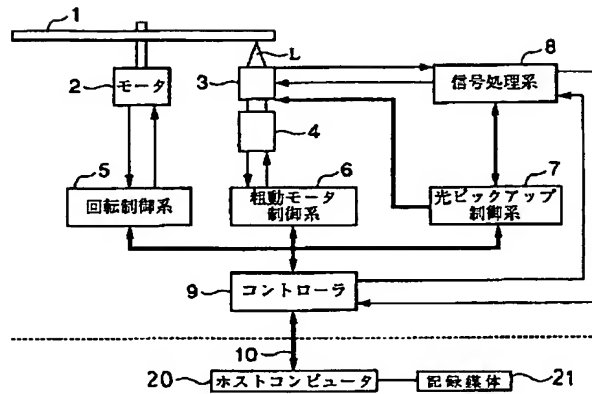 1
L
8
2
モータ
3
信号処理系
4
5
6
7
回転制御系
粗動モータ
制御系
光ピックアップ
制御系
9
コントローラ
10
20
ホストコンピュータ
記録媒体
21